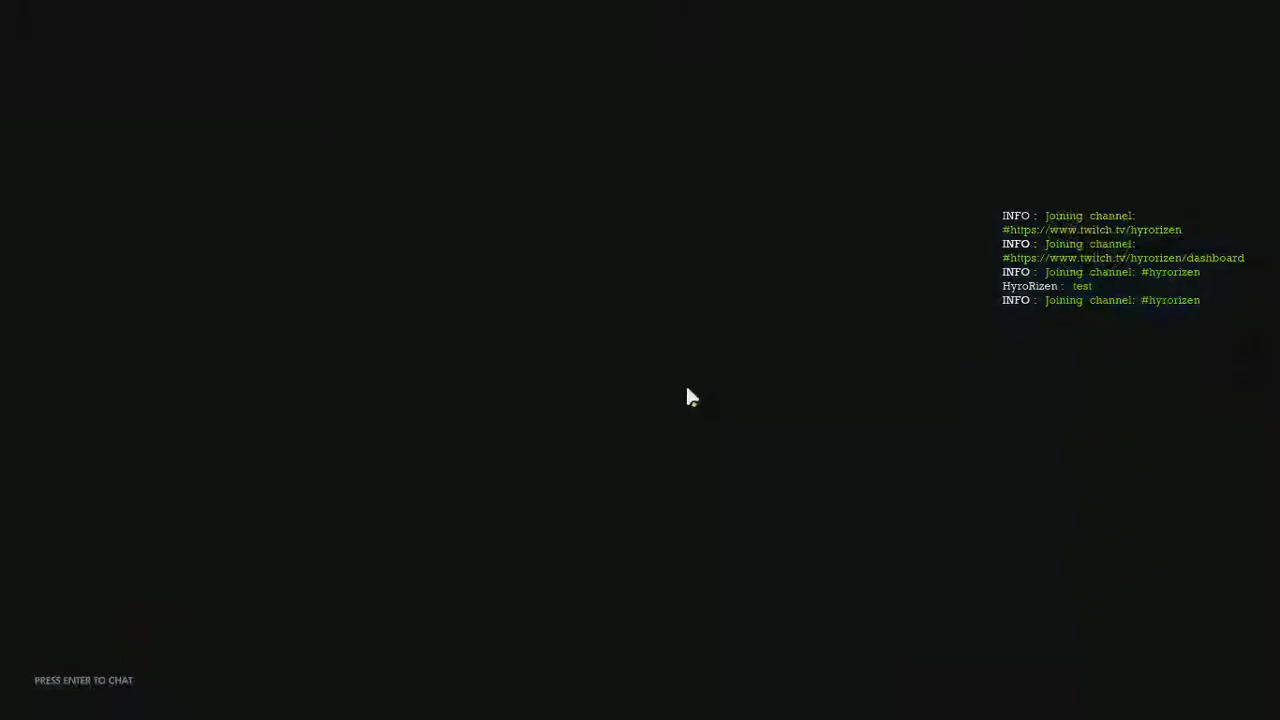 INFO : Joining channel:
#https://www.twitch.tv/hyrorizen
INFO : Joining channel:
#https://www.twitch.tv/hyrorizen/dashboard
INFO : Joining channel: #hyrorizen
HyroRizen : test
INFO : Joining channel: #hyrorizen
PRESS ENTER TO CHAT